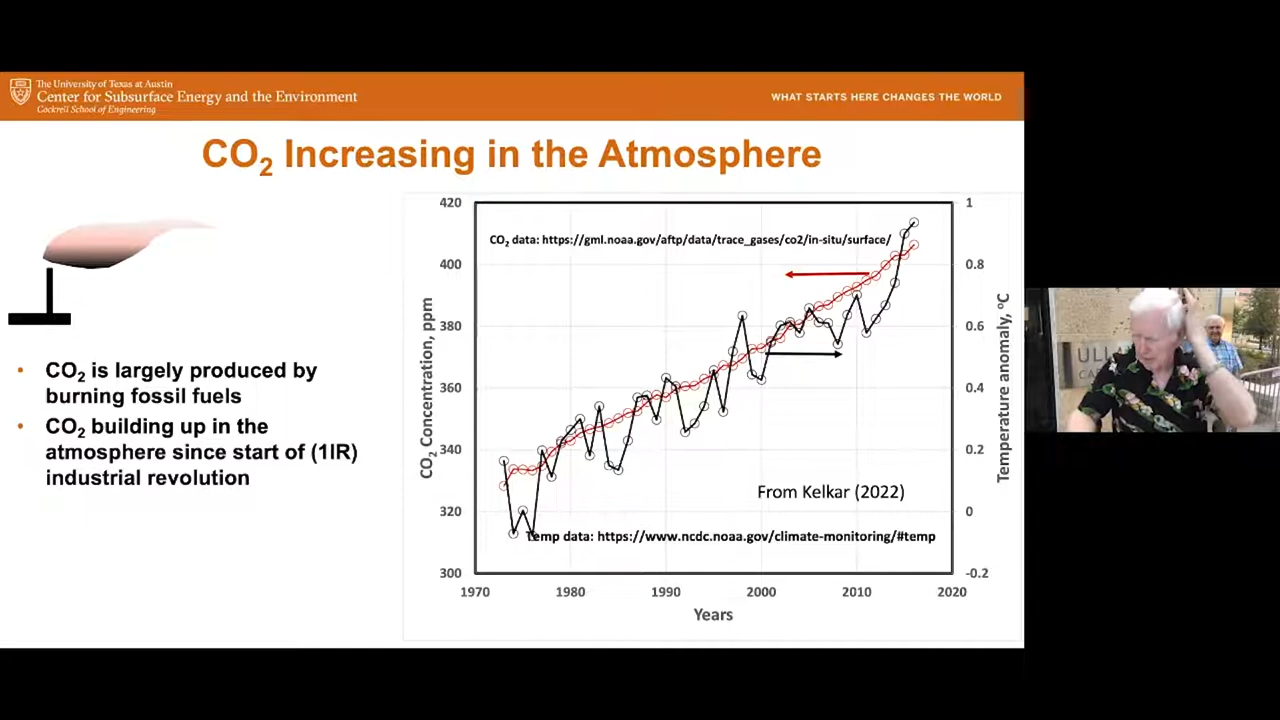 The University of Texas at Austin
Center for Subsurface Energy and the Environment
Cockrell School of Engineering
WHAT STARTS HERE CHANGES THE WORLD
CO2 Increasing in the Atmosphere
• CO2 is largely produced by
burning fossil fuels
• CO2 building up in the
atmosphere since start of (1IR)
industrial revolution
CO2 Concentration, ppm
420
400
380
360
340
320
300
CO2 data: https://gml.noaa.gov/aftp/data/trace_gases/co2/in-situ/surface/
From Kelkar (2022)
Temp data: https://www.ncdc.noaa.gov/climate-monitoring/#temp
1
0.8
0.6
0.4
0.2
0
-0.2
Temperature anomaly, ºC
1970 1980 1990 2000 2010 2020
Years